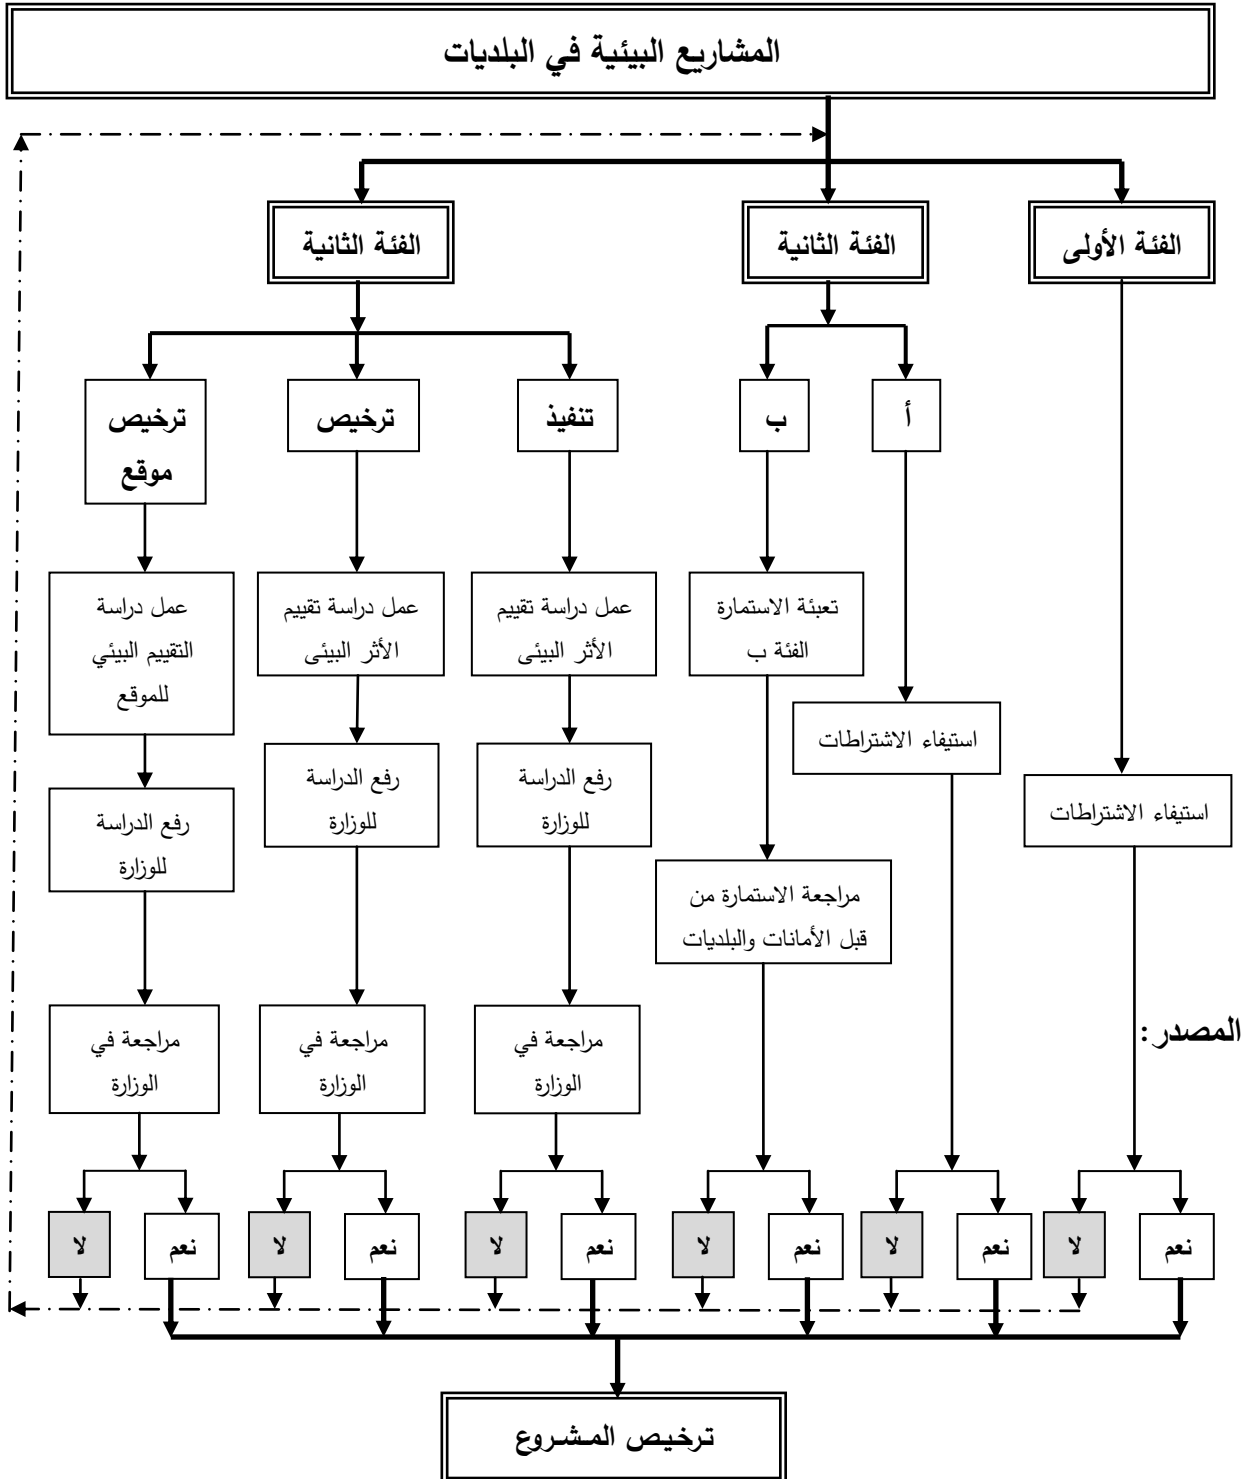 المشاريع البيئية في البلديات
الفئة الأولى
الفئة الثانية
الفئة الثانية
أ
ب
تنفيذ
ترخيص
ترخيص
موقع
تعبئة الاستمارة
الفئة ب
عمل دراسة تقييم
الأثر البيئى
عمل دراسة تقييم
الأثر البيئى
عمل دراسة
التقييم البيئي
للموقع
استيفاء الاشتراطات
استيفاء الاشتراطات
رفع الدراسة
للوزارة
رفع الدراسة
للوزارة
رفع الدراسة
للوزارة
مراجعة الاستمارة من
قبل الأمانات والبلديات
المصدر :
مراجعة في
الوزارة
مراجعة في
الوزارة
مراجعة في
الوزارة
نعم
لا
نعم
لا
نعم
لا
نعم
لا
نعم
لا
نعم
لا
ترخيص المشروع